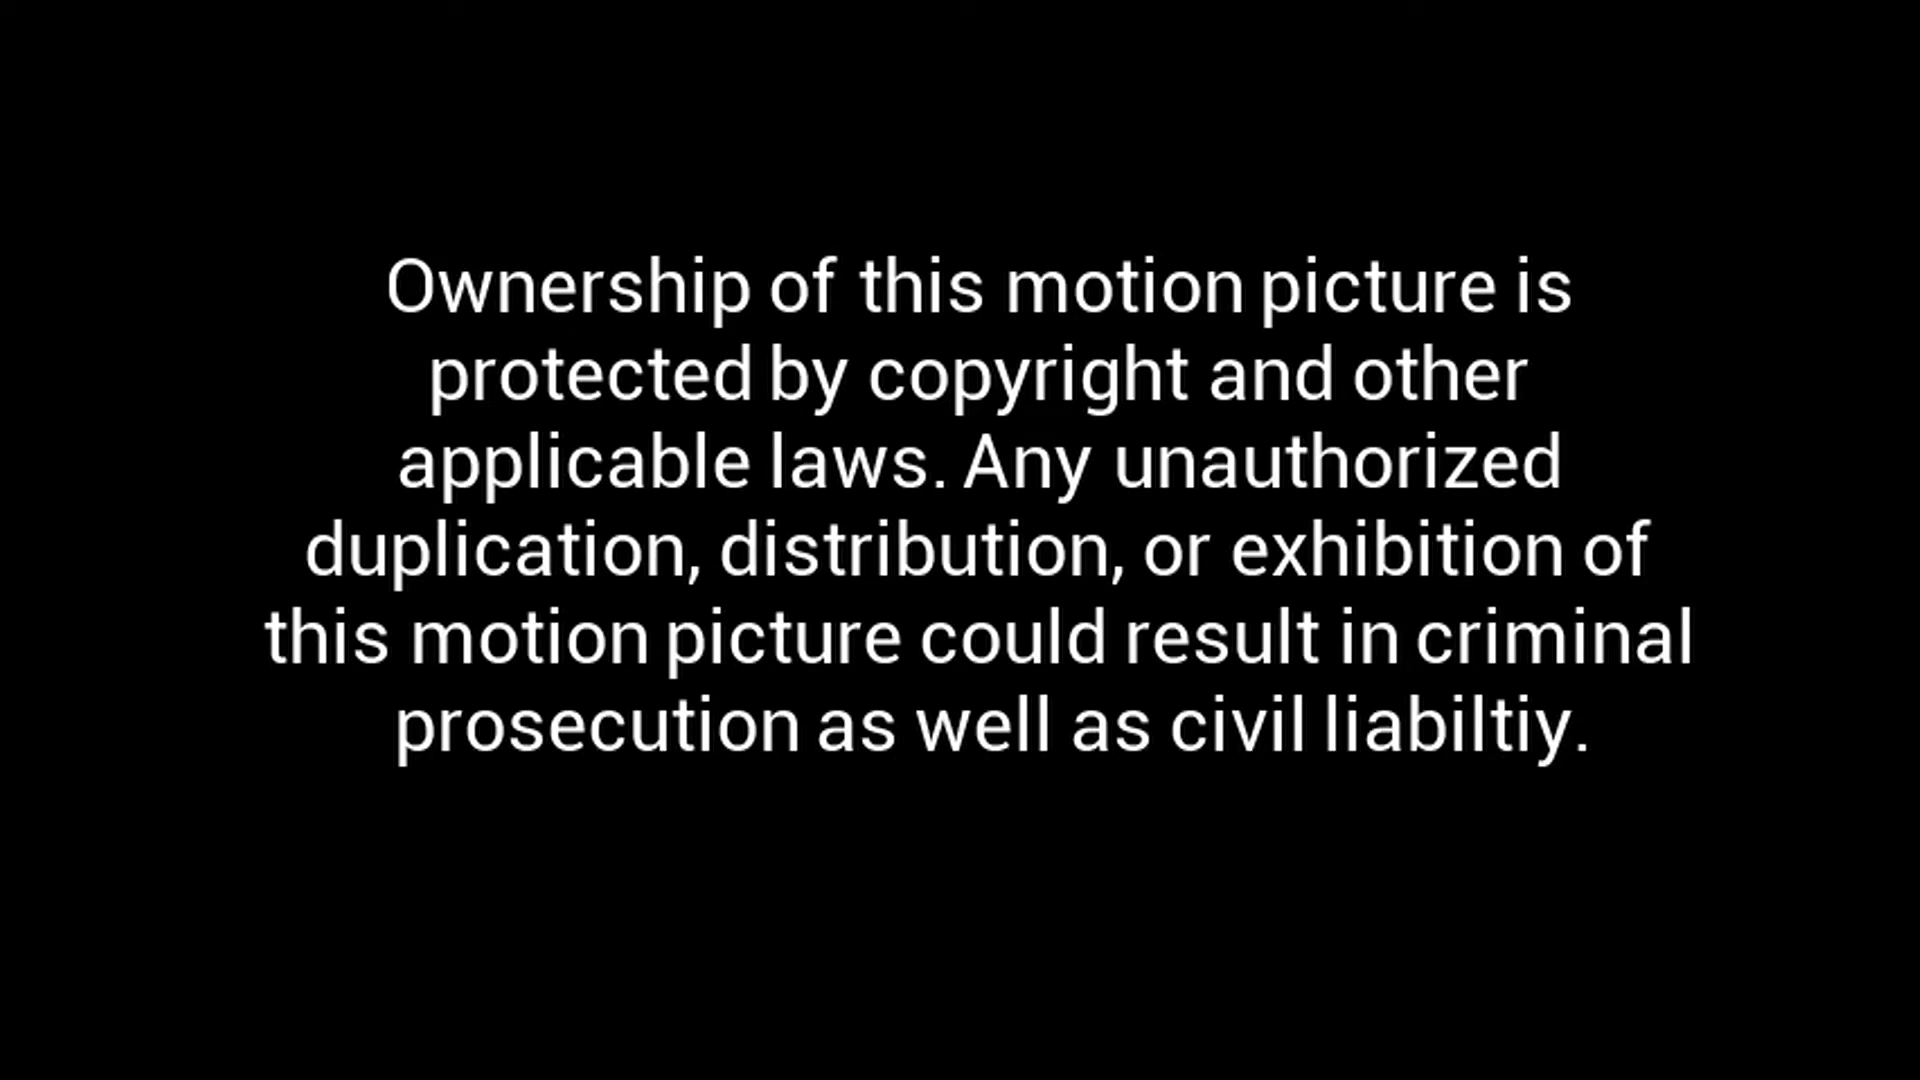 Ownership of this motion picture is
protected by copyright and other
applicable laws. Any unauthorized
duplication, distribution, or exhibition of
this motion picture could result in criminal
prosecution as well as civil liabiltiy.